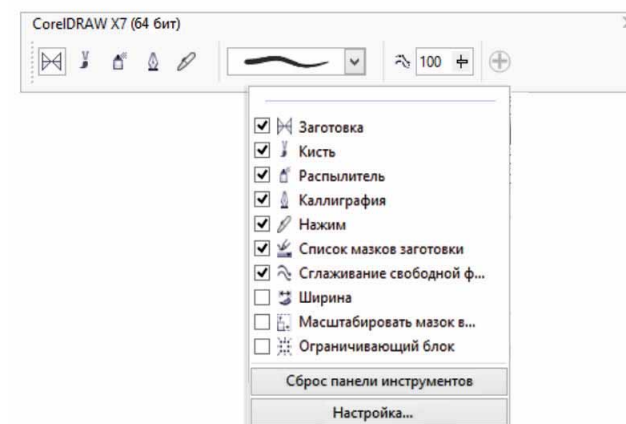 CorelDRAW X7 (64 бит)
100
Заготовка
Кисть
Распылитель
Каллиграфия
Нажим
Список мазков заготовки
Сглаживание свободной ф...
Ширина
Масштабировать мазок в...
Ограничивающий блок
Сброс панели инструментов
Настройка...